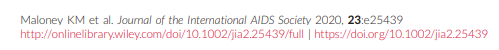 Maloney KM et al. Journal of the International AIDS Society 2020, 23:e25439
http://onlinelibrary.wiley.com/doi/10.1002/jia2.25439/full | https://doi.org/10.1002/jia2.25439